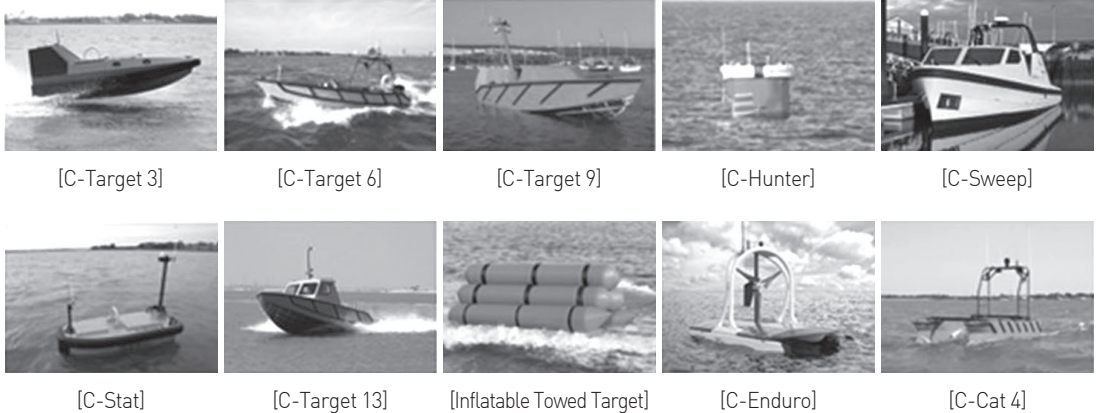 [C-Target 3] [C-Target 6] [C-Target 9] [C-Hunter] [C-Sweep]
[C-Stat] [C-Target 13] [Inflatable Towed Target] [C-Enduro] [C-Cat 4]